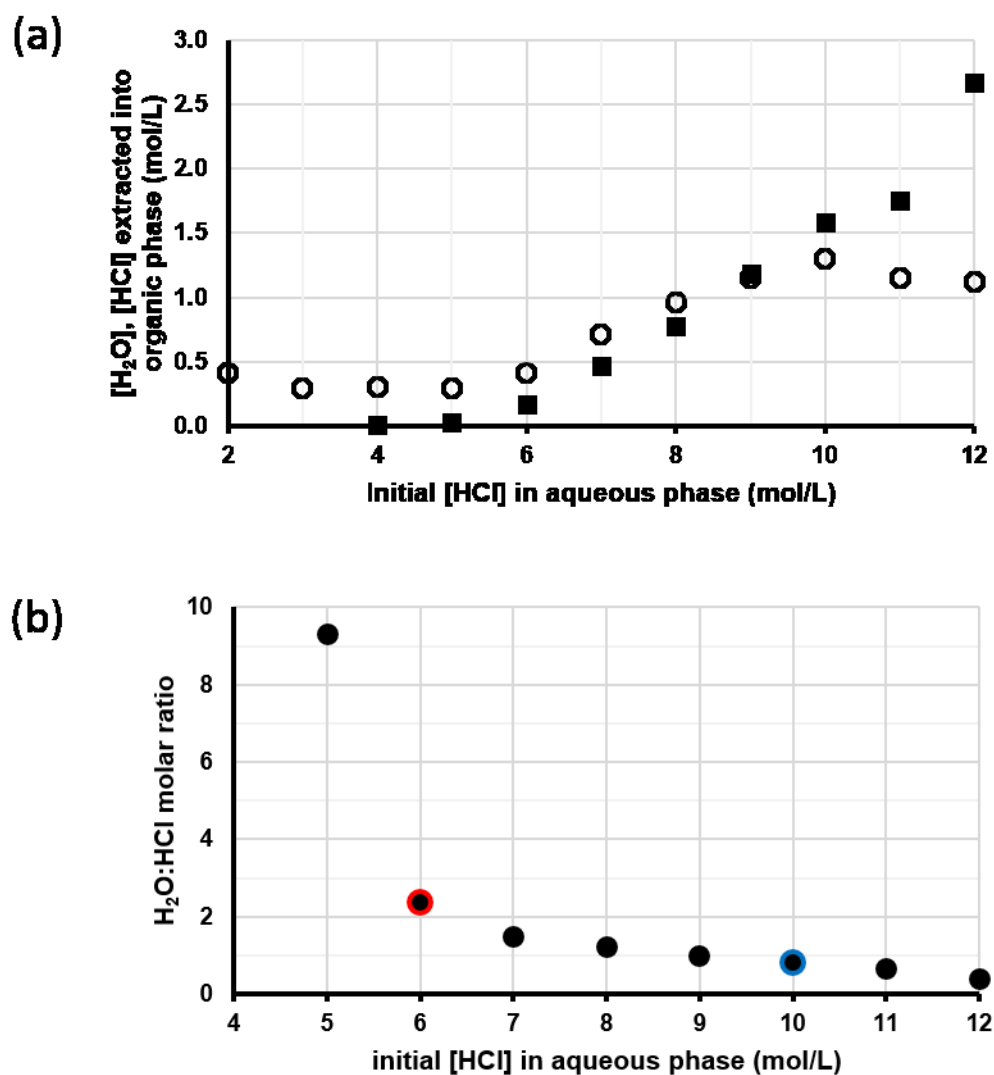 (a)
3.0
2.5
2.0
1.5
1.0
0.5
0.0
[H₂O], [HCl] extracted into
organic phase (mol/L)
2 4 6 8 10 12
Initial [HCl] in aqueous phase (mol/L)
(b)
10
8
6
4
2
0
H₂O:HCl molar ratio
4 5 6 7 8 9 10 11 12
initial [HCl] in aqueous phase (mol/L)